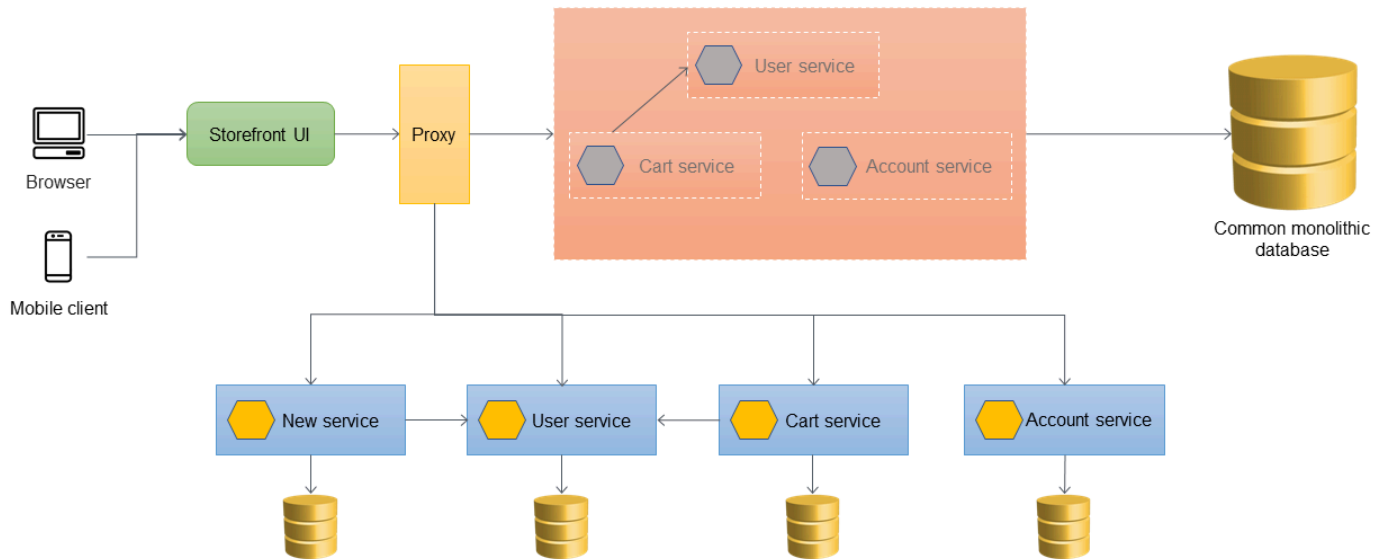 User service
Storefront UI
Proxy
Cart service
Account service
Browser
Common monolithic
database
Mobile client
New service
User service
Cart service
Account service